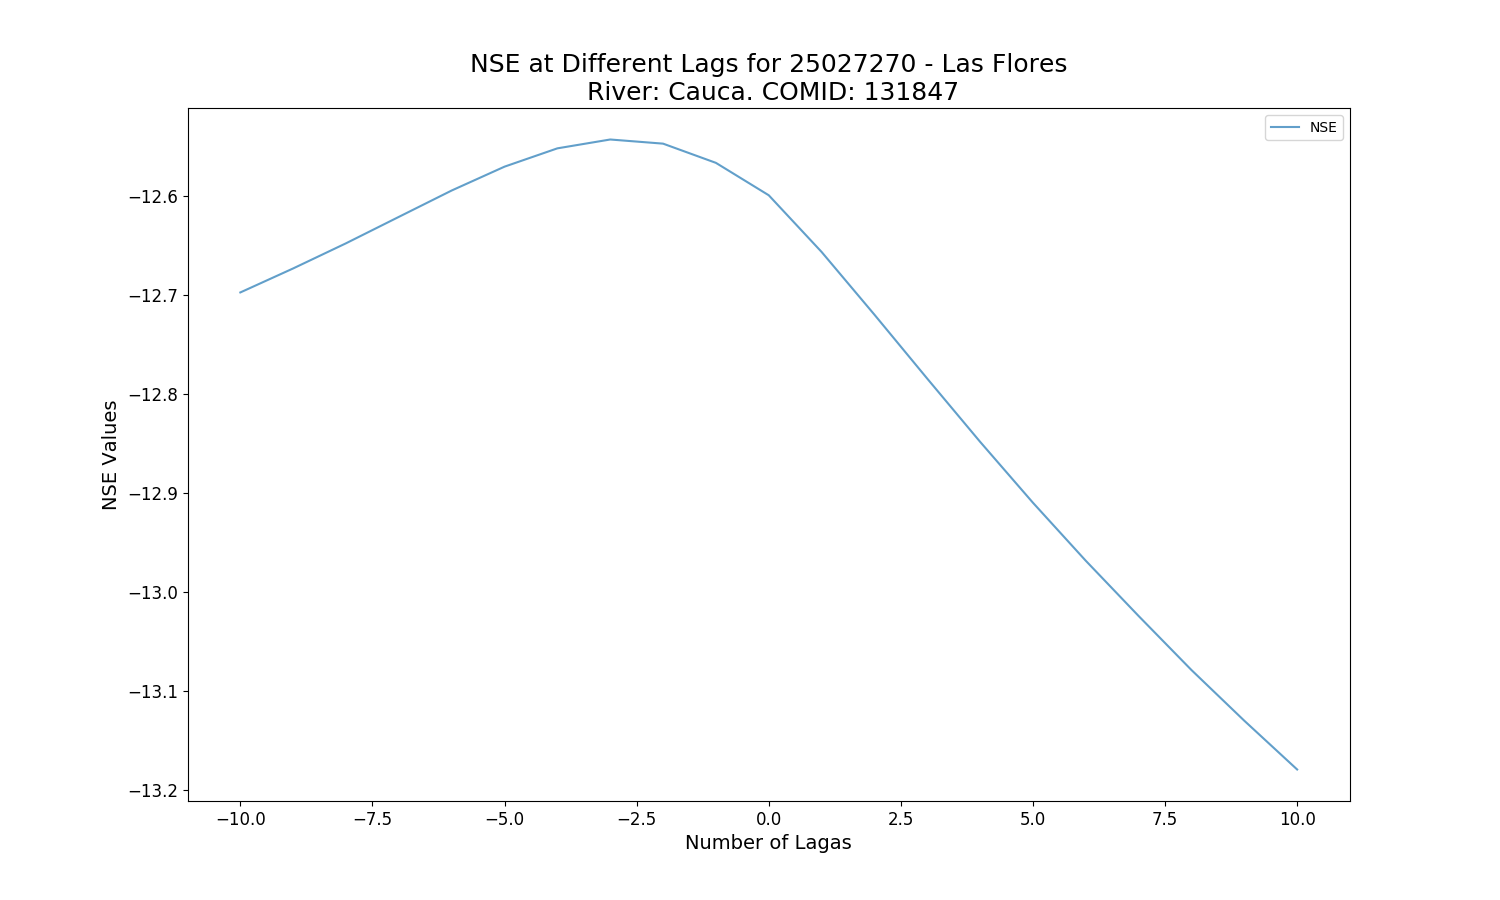 NSE at Different Lags for 25027270 - Las Flores
River: Cauca. COMID: 131847
NSE
NSE Values
−12.6
−12.7
−12.8
−12.9
−13.0
−13.1
−13.2
−10.0 −7.5 −5.0 −2.5 0.0 2.5 5.0 7.5 10.0
Number of Lagas